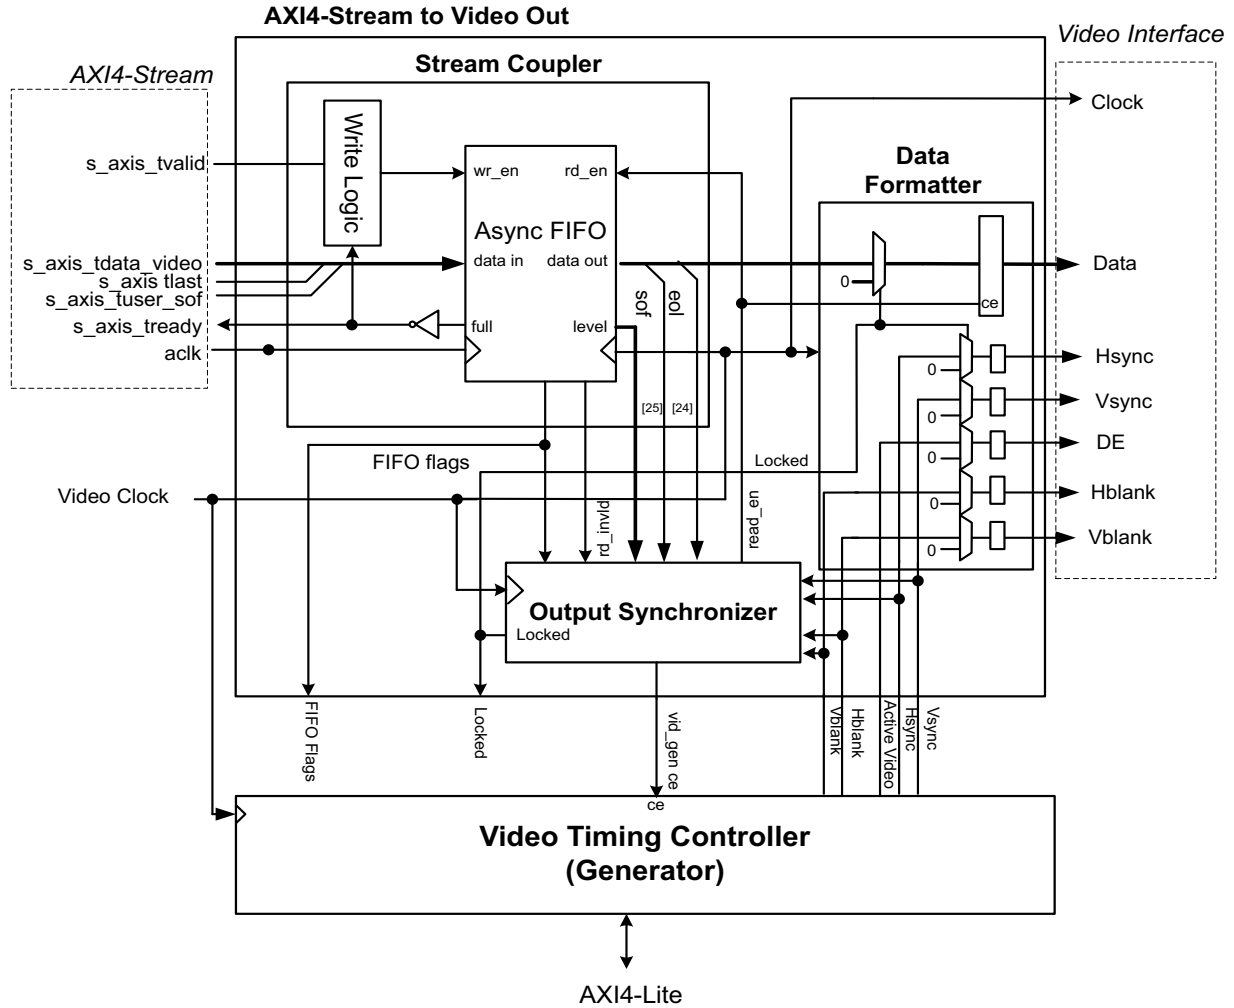 AXI4-Stream to Video Out
Video Interface
AXI4-Stream
Stream Coupler
Clock
Write Logic
Data
Formatter
s_axis_tvalid
wr_en
rd_en
Async FIFO
s_axis_tdata_video
data in
data out
0
Data
s_axis tlast
s_axis_tuser_sof
sof
eol
ce
s_axis_tready
full
level
aclk
0
Hsync
[25]
[24]
0
Vsync
FIFO flags
Locked
0
DE
Video Clock
rd_invld
read_en
0
Hblank
0
Vblank
Output Synchronizer
Locked
FIFO Flags
Locked
vid_gen ce
Vblank
Hblank
Active Video
Hsync
Vsync
ce
Video Timing Controller
(Generator)
AXI4-Lite